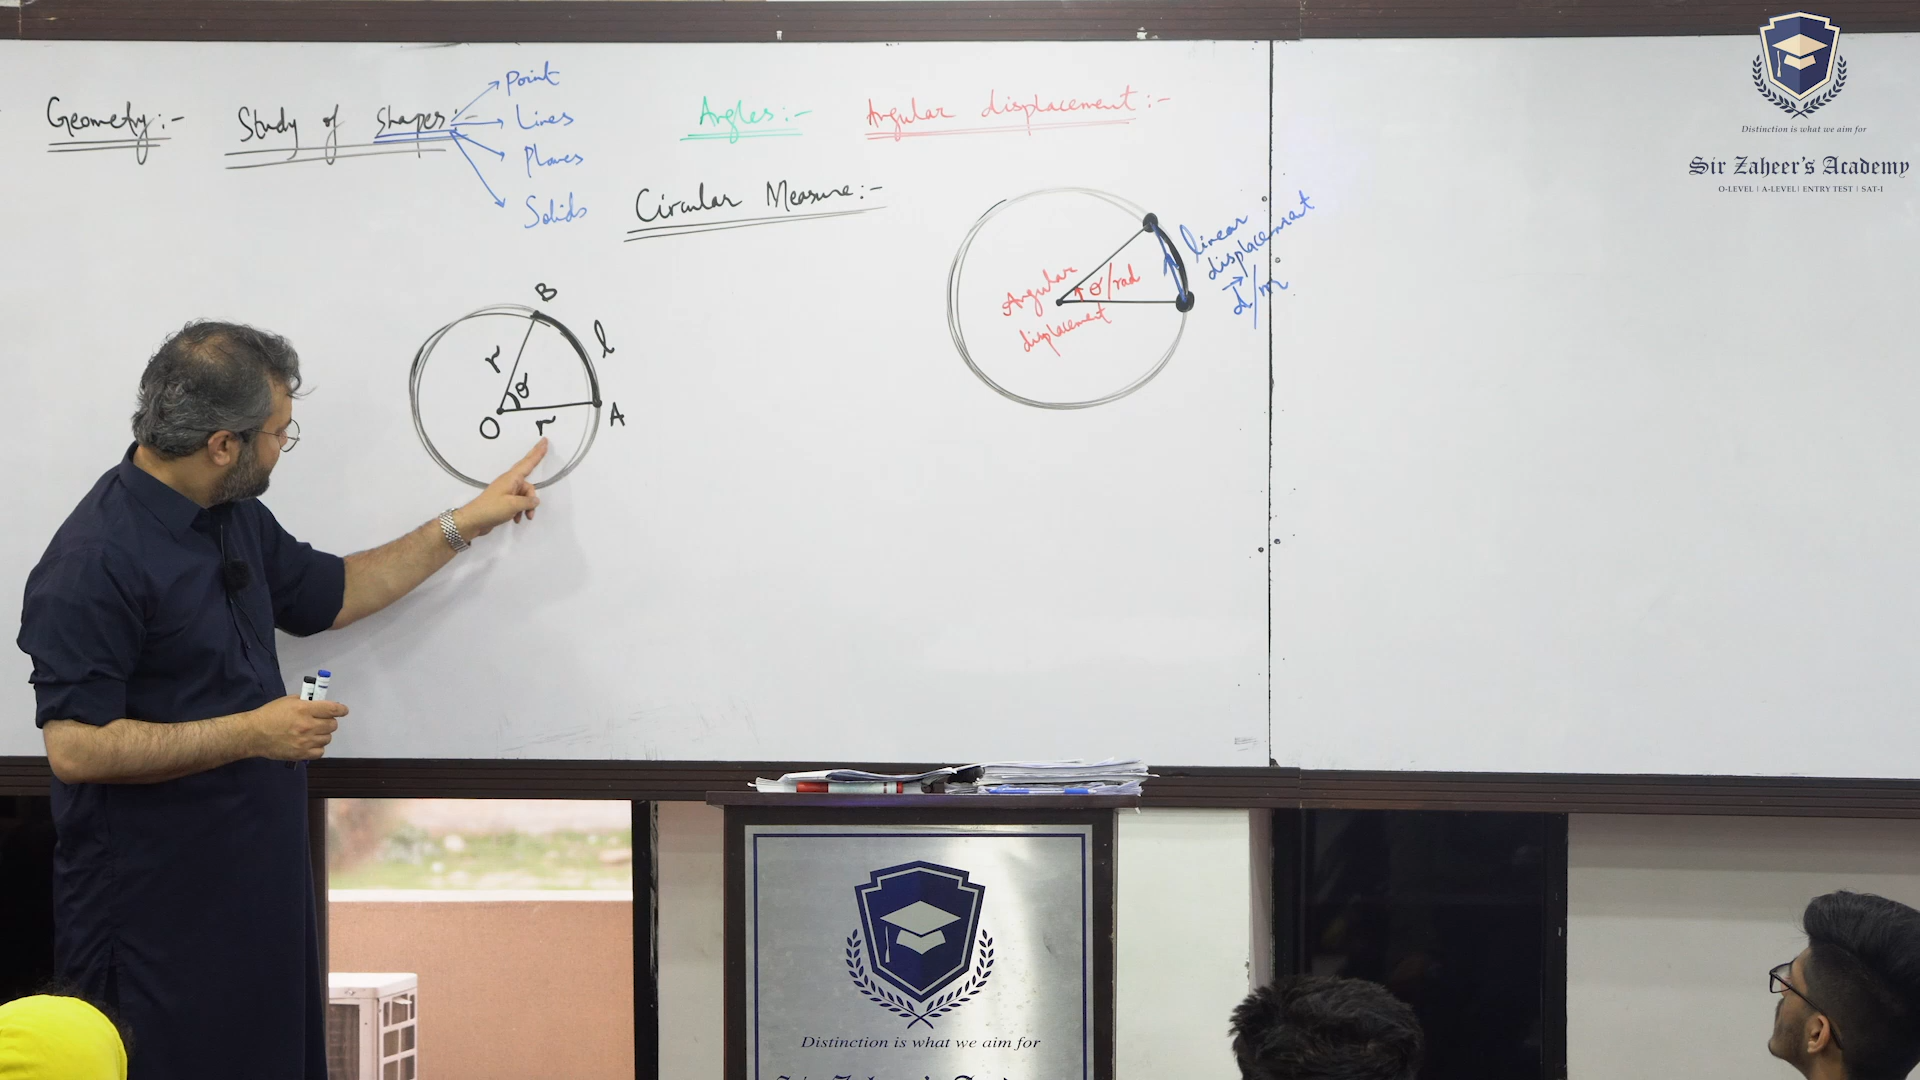 Geometry:-
Study of shapes:-
Point
Lines
Planes
Solids
Angles:-
Angular displacement:-
Circular Measure:-
B
l
r
θ
O
r
A
Angular
displacement
θ/rad
linear
displacement
d/m
Distinction is what we aim for
Sir Zaheer's Academy
O-LEVEL | A-LEVEL | ENTRY TEST | SAT-I
Distinction is what we aim for